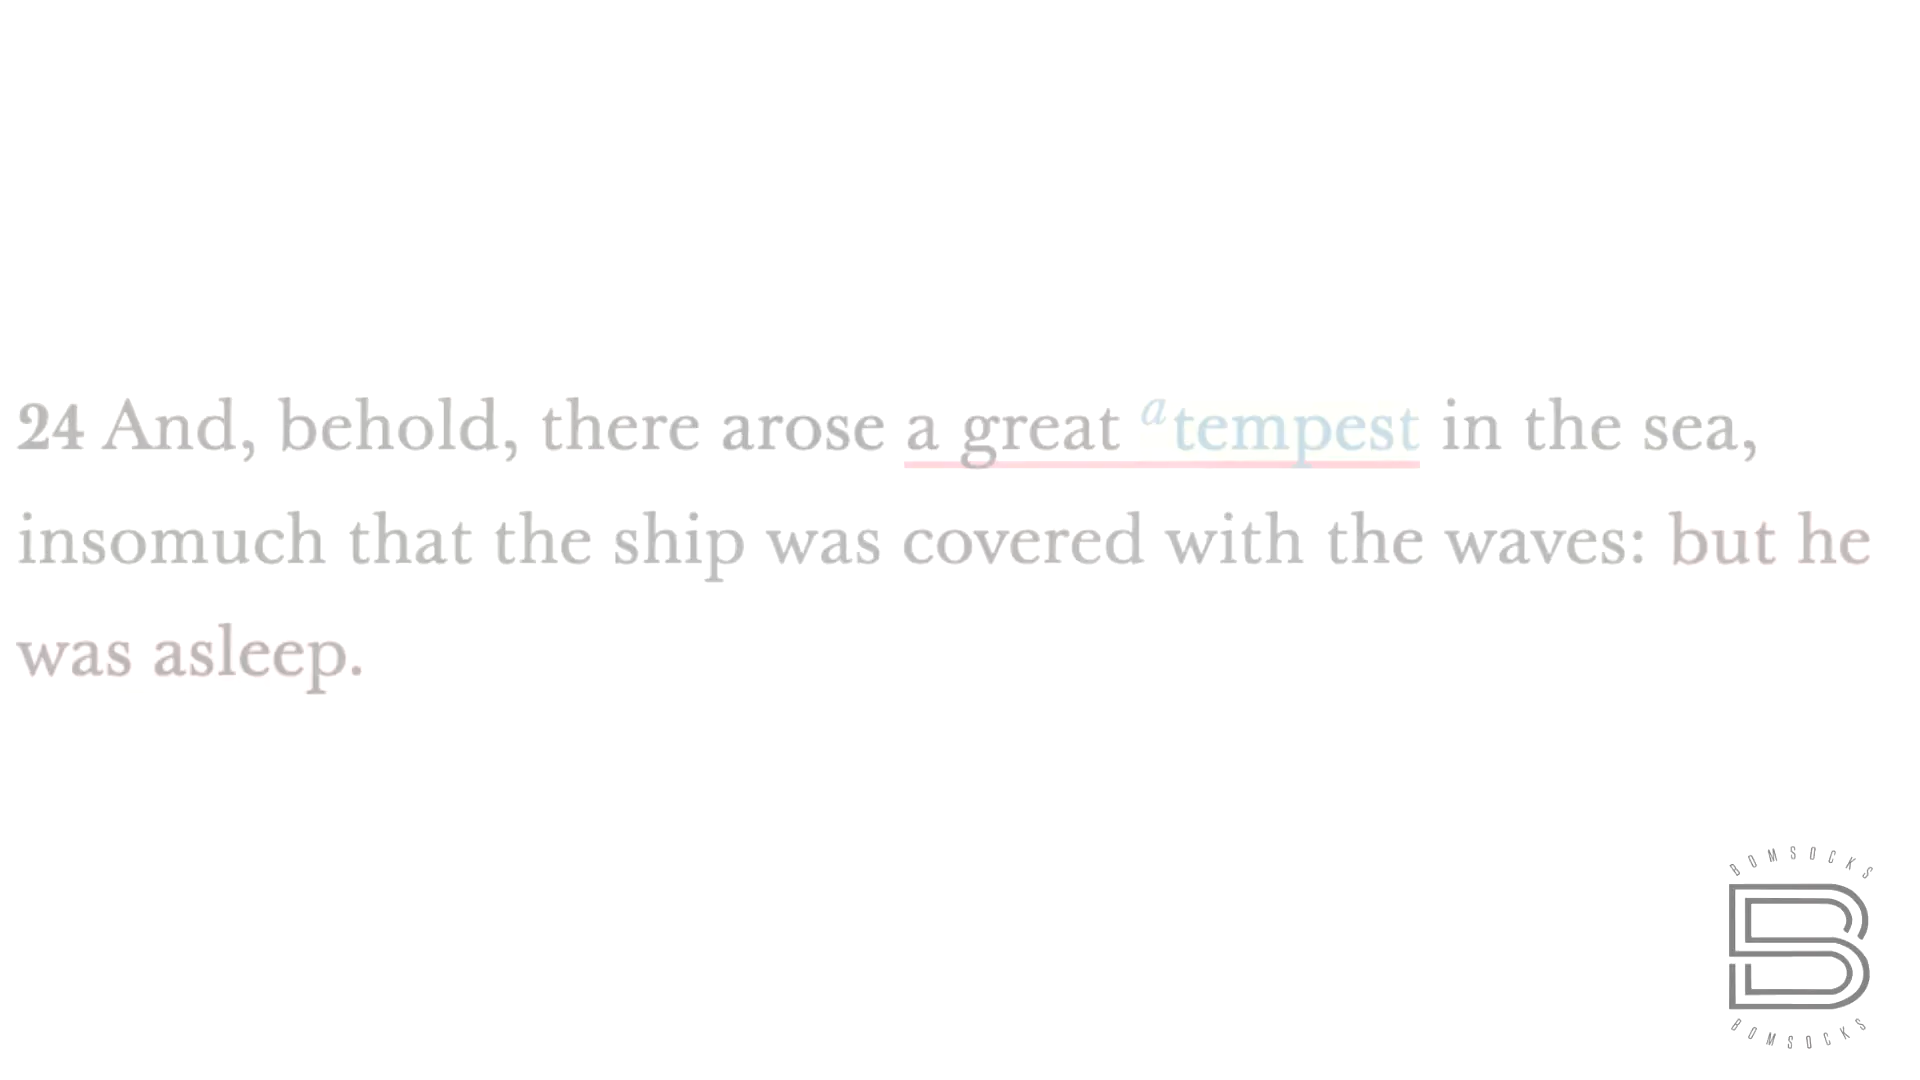 24 And, behold, there arose a great a tempest in the sea,
insomuch that the ship was covered with the waves: but he
was asleep.
BOMSOCKS
B
BOMSOCKS